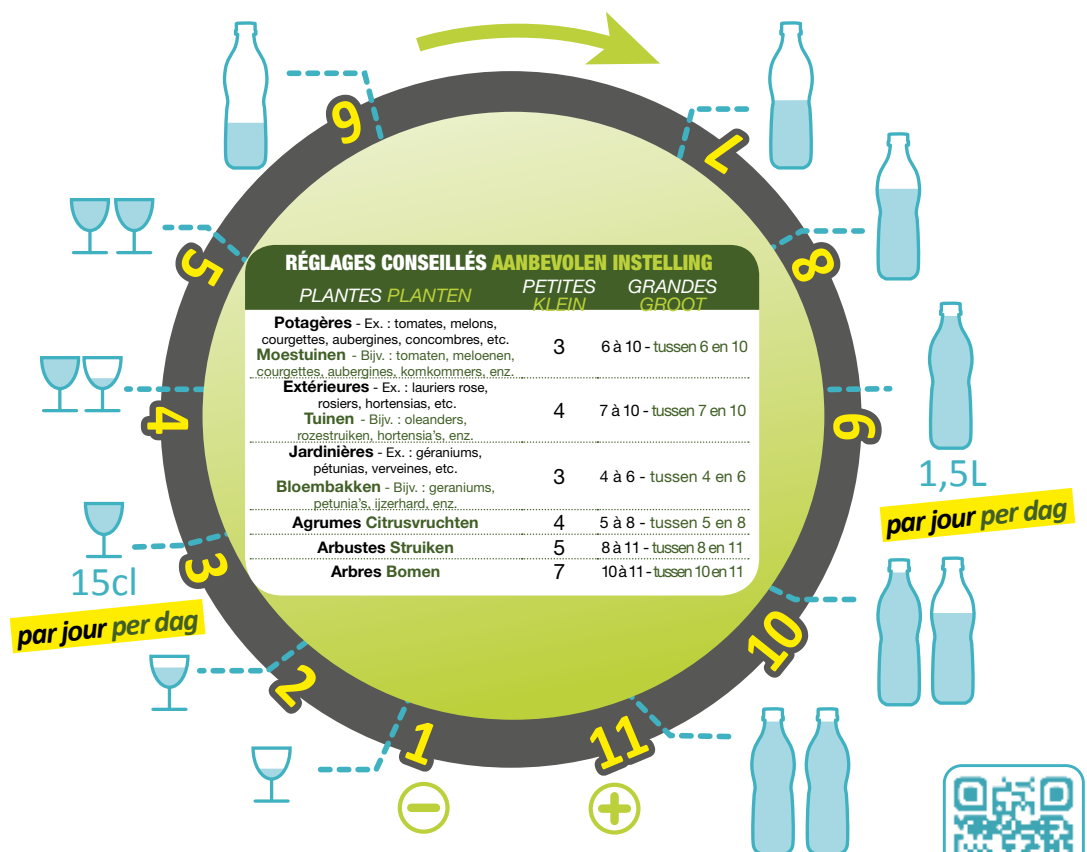 RÉGLAGES CONSEILLÉS AANBEVOLEN INSTELLING
PLANTES PLANTEN
PETITES
KLEIN
GRANDES
GROOT
Potagères - Ex. : tomates, melons,
courgettes, aubergines, concombres, etc.
Moestuinen - Bijv. : tomaten, meloenen,
courgettes, aubergines, komkommers, enz.
3
6 à 10 - tussen 6 en 10
Extérieures - Ex. : lauriers rose,
rosiers, hortensias, etc.
Tuinen - Bijv. : oleanders,
rozestruiken, hortensia's, enz.
4
7 à 10 - tussen 7 en 10
Jardinières - Ex. : géraniums,
pétunias, verveines, etc.
Bloembakken - Bijv. : geraniums,
petunia's, ijzerhard, enz.
3
4 à 6 - tussen 4 en 6
Agrumes Citrusvruchten
4
5 à 8 - tussen 5 en 8
Arbustes Struiken
5
8 à 11 - tussen 8 en 11
Arbres Bomen
7
10 à 11 - tussen 10 en 11
1
2
3
15cl
par jour per dag
4
5
6
7
8
9
1,5L
par jour per dag
10
11